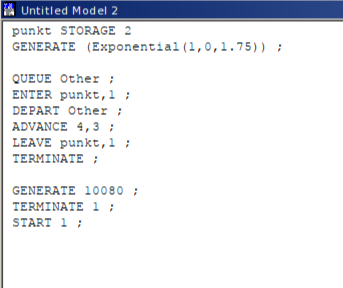 Untitled Model 2
punkt STORAGE 2
GENERATE (Exponential(1,0,1.75)) ;
QUEUE Other ;
ENTER punkt,1 ;
DEPART Other ;
ADVANCE 4,3 ;
LEAVE punkt,1 ;
TERMINATE ;
GENERATE 10080 ;
TERMINATE 1 ;
START 1 ;